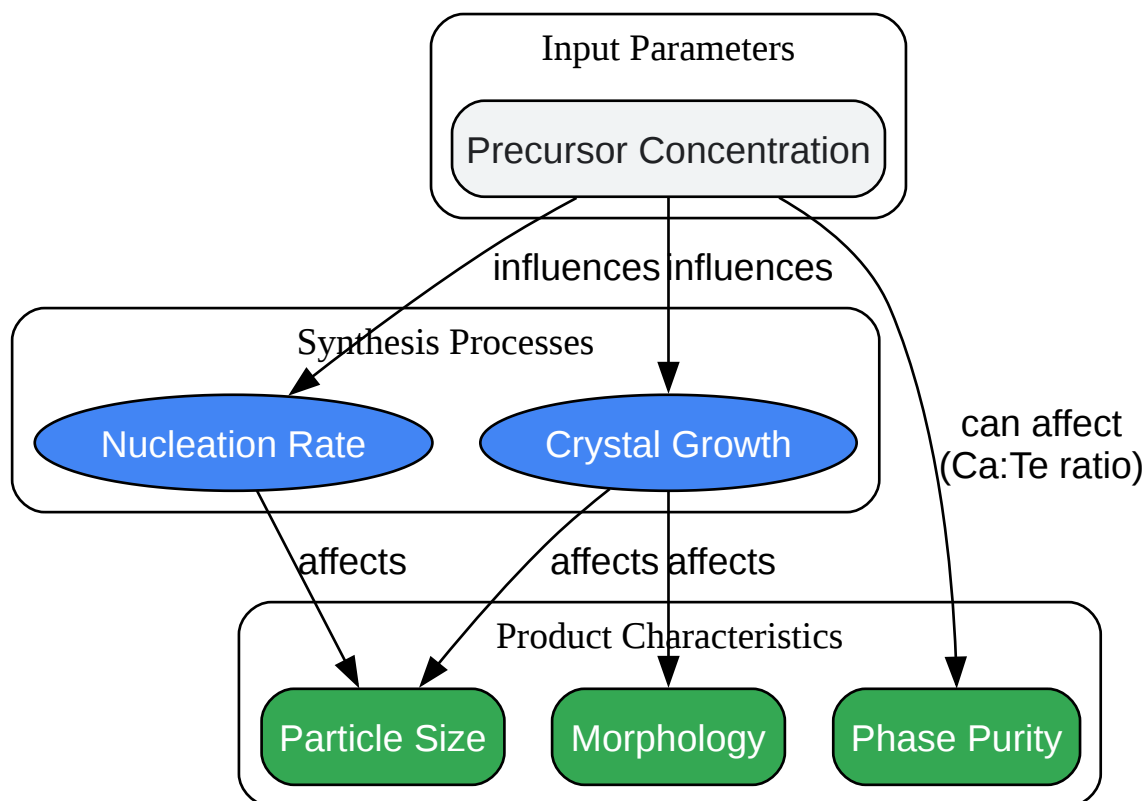 Input Parameters
Precursor Concentration
influences
influences
Synthesis Processes
Nucleation Rate
Crystal Growth
can affect
(Ca:Te ratio)
affects
affects
affects
Product Characteristics
Particle Size
Morphology
Phase Purity